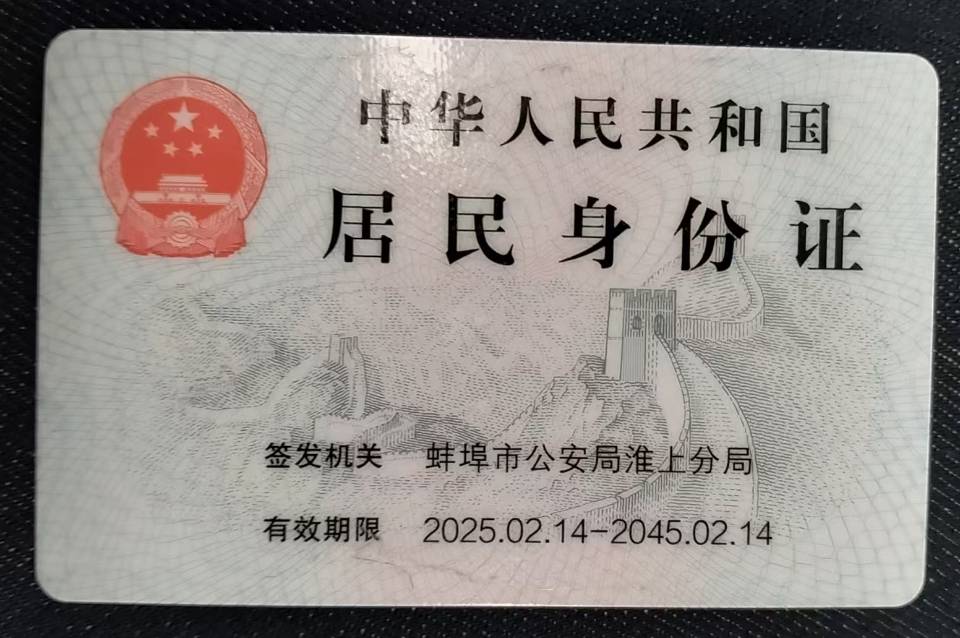 中华人民共和国
居民身份证
签发机关 蚌埠市公安局淮上分局
有效期限 2025.02.14-2045.02.14